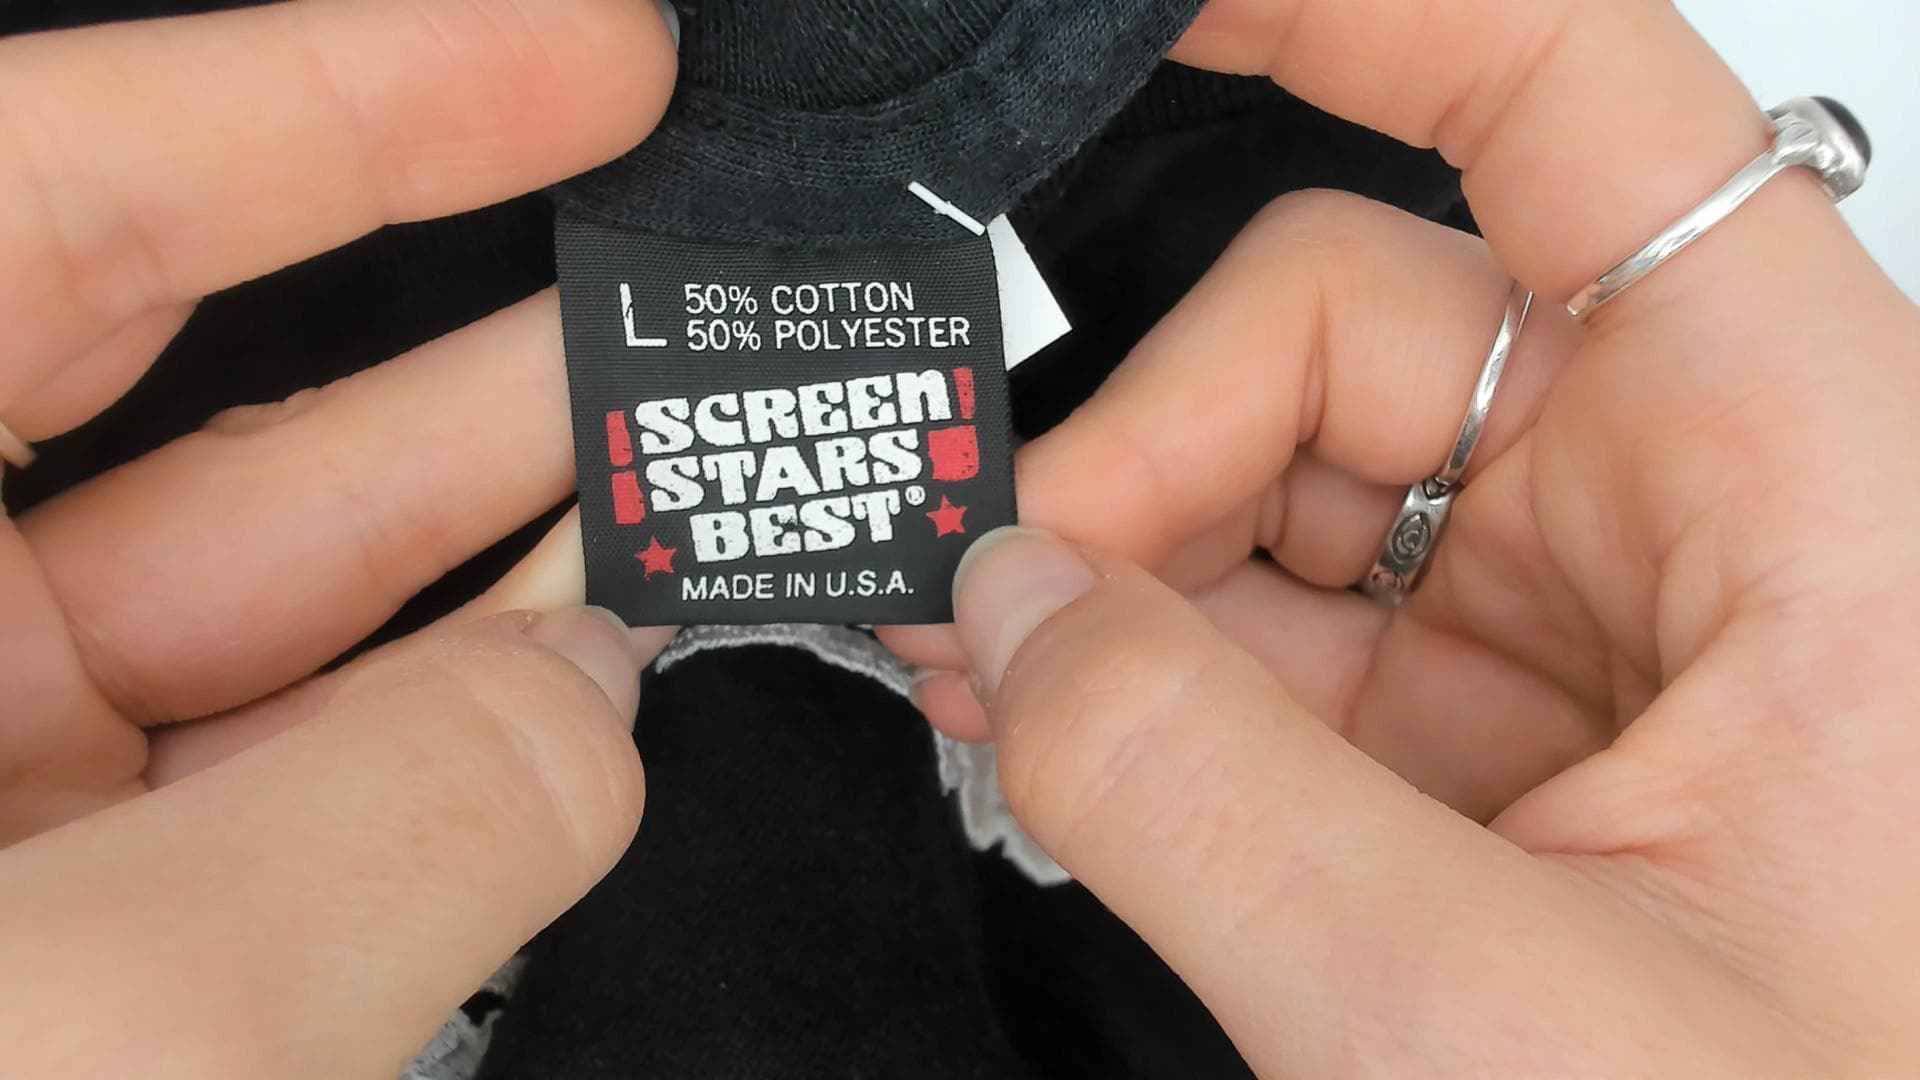 L 50% COTTON
50% POLYESTER
SCREEN
STARS
BEST®
MADE IN U.S.A.